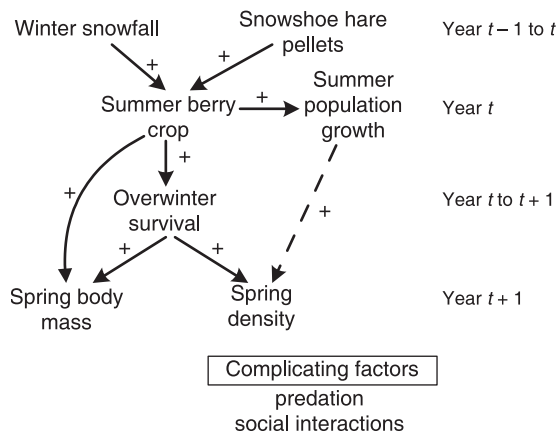 Winter snowfall
Snowshoe hare
pellets
Year t – 1 to t
+
+
Summer berry
crop
+
Summer
population
growth
Year t
+
+
Overwinter
survival
+
Year t to t + 1
+
+
Spring body
mass
Spring
density
Year t + 1
Complicating factors
predation
social interactions